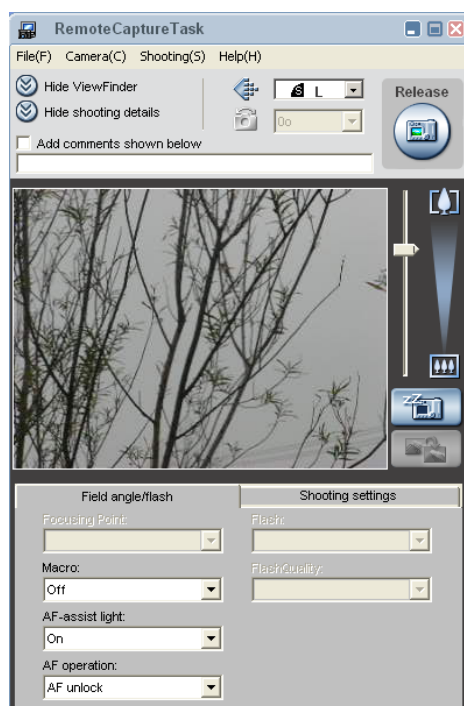 RemoteCaptureTask
File(F) Camera(C) Shooting(S) Help(H)
Hide ViewFinder
L
Release
Hide shooting details
0o
Add comments shown below
Field angle/flash
Shooting settings
Focusing Point:
Flash:
Macro:
FlashQuality:
Off
AF-assist light:
On
AF operation:
AF unlock